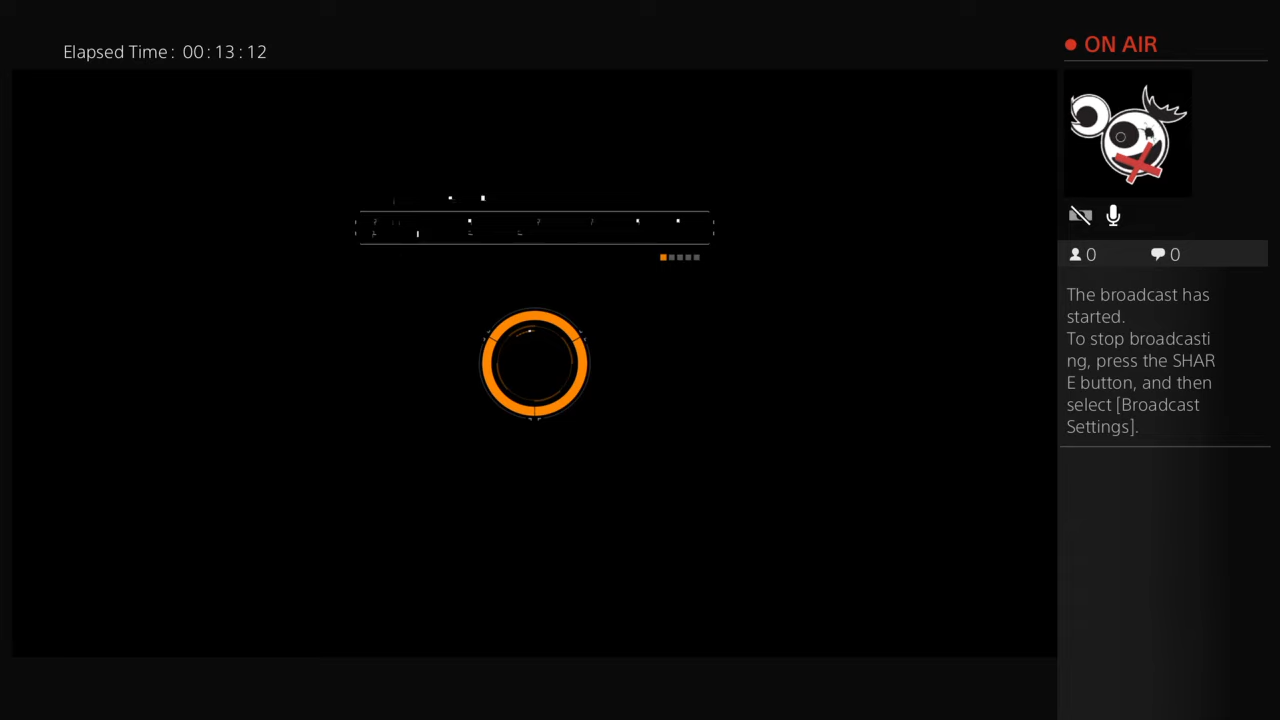 Elapsed Time: 00:13:12
ON AIR
0 0
The broadcast has
started.
To stop broadcasti
ng, press the SHAR
E button, and then
select [Broadcast
Settings].